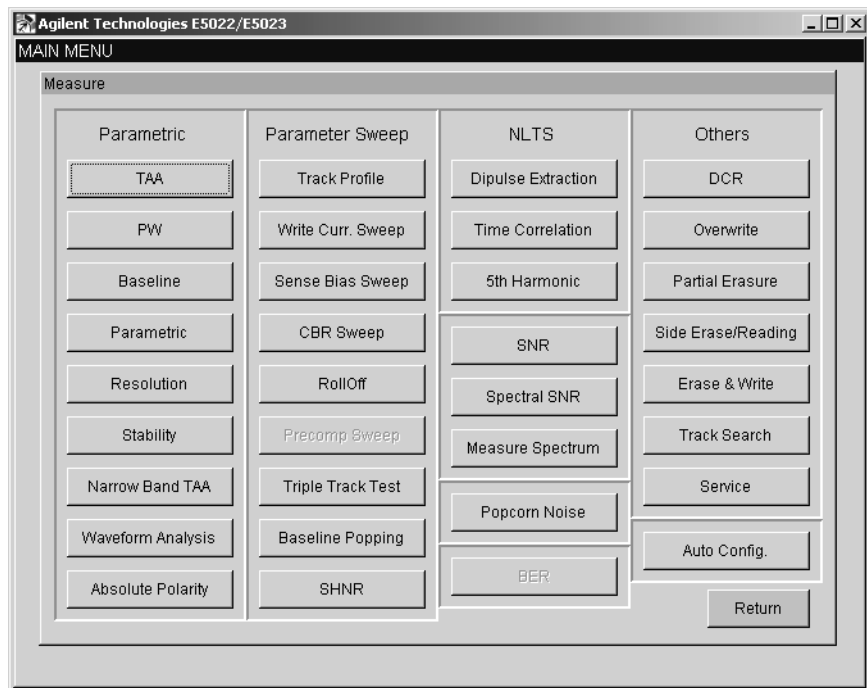 Agilent Technologies E5022/E5023
MAIN MENU
Measure
Parametric
TAA
PW
Baseline
Parametric
Resolution
Stability
Narrow Band TAA
Waveform Analysis
Absolute Polarity
Parameter Sweep
Track Profile
Write Curr. Sweep
Sense Bias Sweep
CBR Sweep
RollOff
Precomp Sweep
Triple Track Test
Baseline Popping
SHNR
NLTS
Dipulse Extraction
Time Correlation
5th Harmonic
SNR
Spectral SNR
Measure Spectrum
Popcorn Noise
BER
Others
DCR
Overwrite
Partial Erasure
Side Erase/Reading
Erase & Write
Track Search
Service
Auto Config.
Return